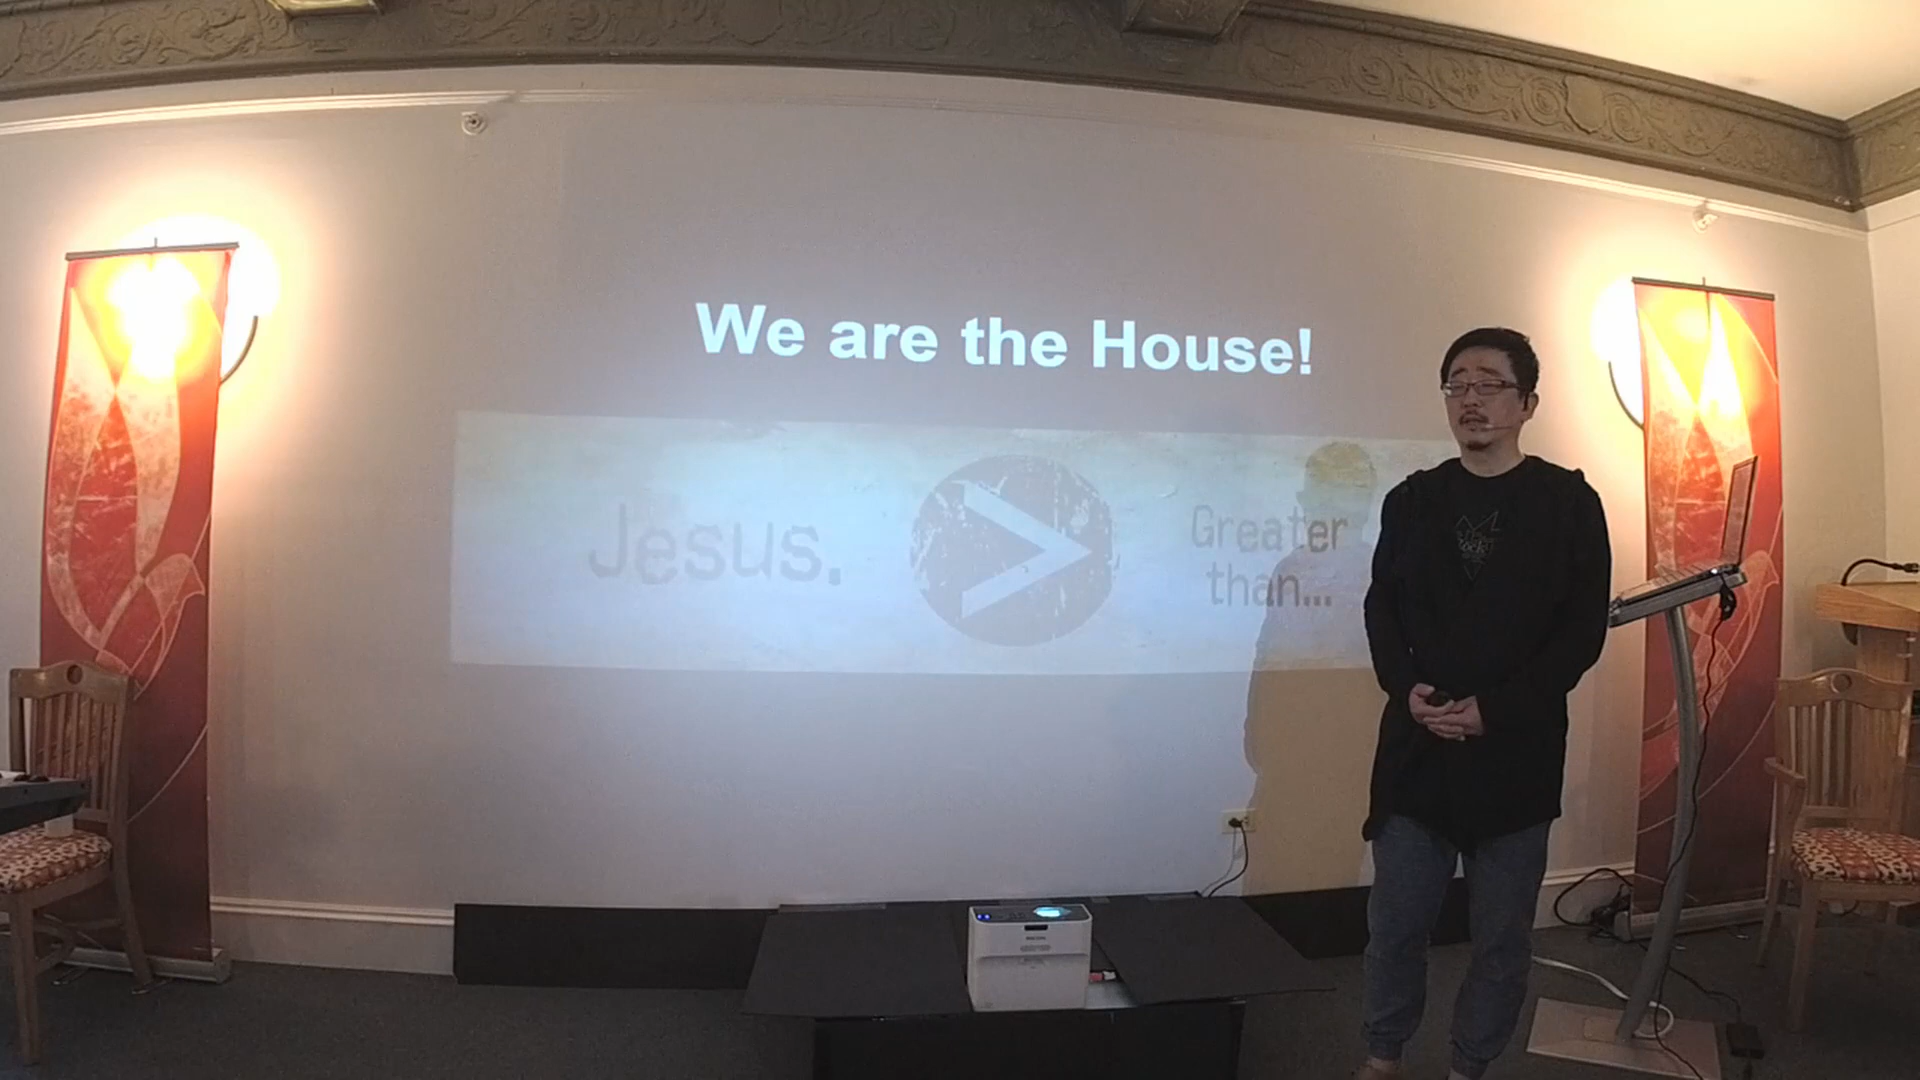 We are the House!
Jesus.
>
Greater
than...